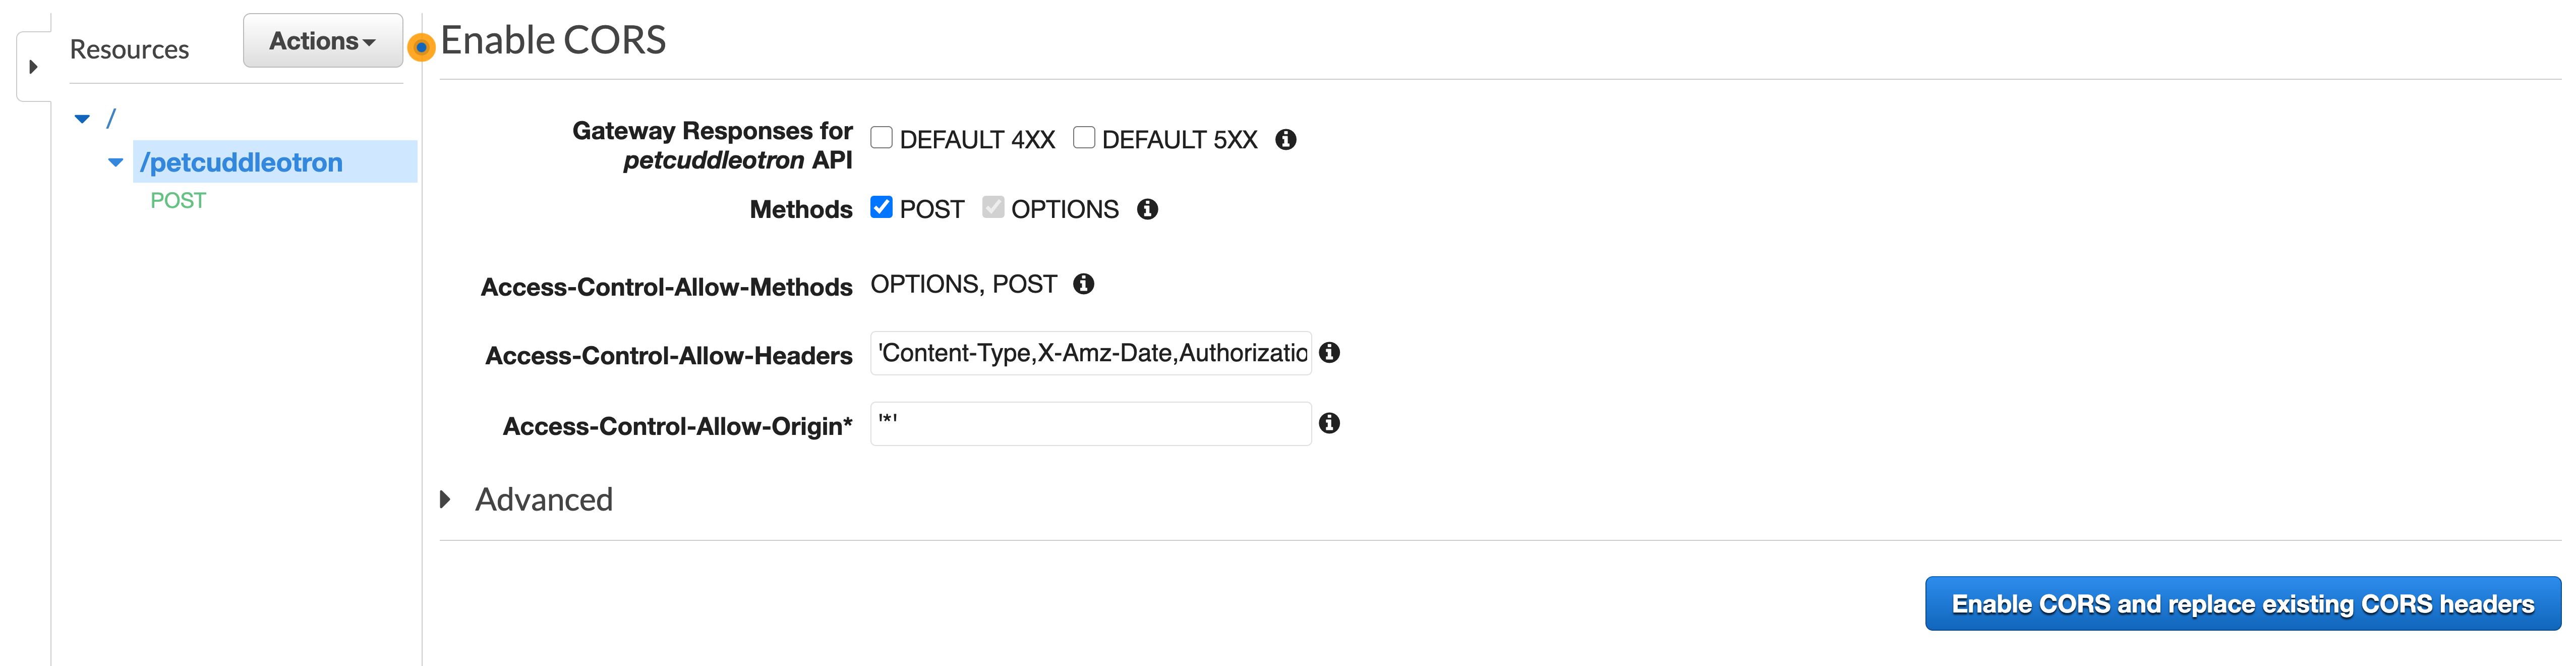 Resources
Actions
Enable CORS
/
/petcuddleotron
POST
Gateway Responses for
petcuddleotron API
DEFAULT 4XX DEFAULT 5XX
Methods POST OPTIONS
Access-Control-Allow-Methods OPTIONS, POST
Access-Control-Allow-Headers 'Content-Type,X-Amz-Date,Authorizatio
Access-Control-Allow-Origin* '*'
Advanced
Enable CORS and replace existing CORS headers